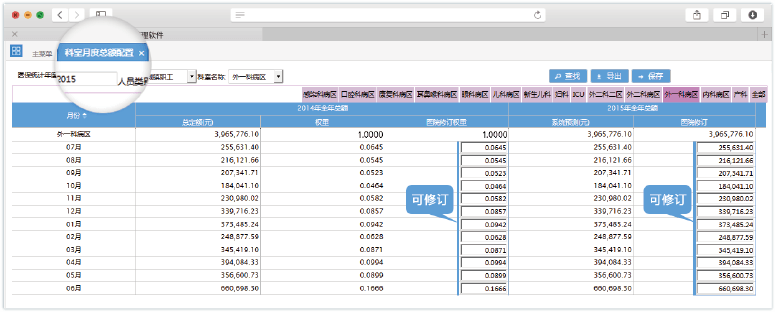 理软件
主菜单 科室月度总额配置 ×
医保统计年度 2015 人员类别 城镇职工 科室名称: 外一科病区 查找 导出 保存
感染科病区 口腔科病区 康复科病区 耳鼻喉科病区 眼科病区 儿科病区 新生儿科 妇科 ICU 外二科二区 外二科病区 外一科病区 内科病区 产科 全部
月份 2014年全年总额 2015年全年总额
总定额(元) 权重 医院修订权重 系统预测(元) 医院修订
外一科病区 3,965,776.10 1.0000 1.0000 3,965,776.10 3,965,776.10
07月 255,631.40 0.0645 0.0645 255,631.40 255,631.40
08月 216,121.66 0.0545 0.0545 216,121.66 216,121.66
09月 207,341.71 0.0523 0.0523 207,341.71 207,341.71
10月 184,041.10 0.0464 0.0464 184,041.10 184,041.10
11月 230,980.02 0.0582 0.0582 230,980.02 230,980.02
12月 339,716.23 0.0857 0.0857 339,716.23 339,716.23
01月 373,485.24 0.0942 0.0942 373,485.24 373,485.24
02月 248,877.59 0.0628 0.0628 248,877.59 248,877.59
03月 345,419.10 0.0871 0.0871 345,419.10 345,419.10
04月 394,084.33 0.0994 0.0994 394,084.33 394,084.33
05月 356,600.73 0.0899 0.0899 356,600.73 356,600.73
06月 660,698.30 0.1666 0.1666 660,698.30 660,698.30
可修订 可修订